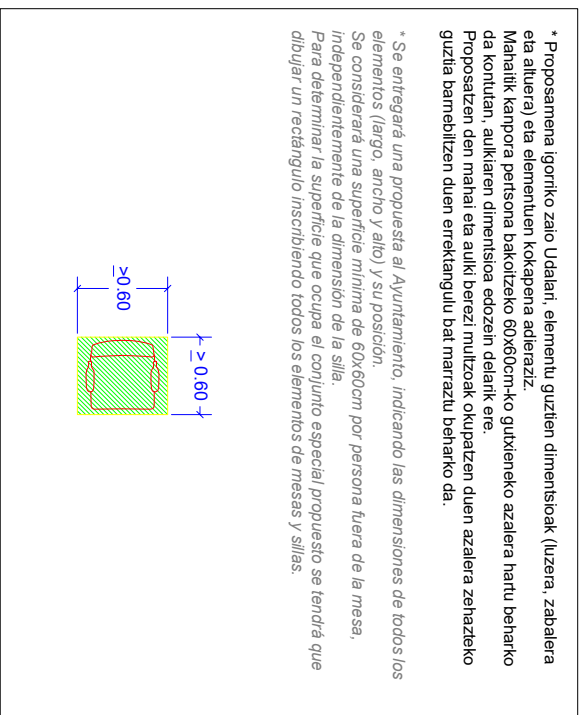 * Proposamena igorriko zaio Udalari, elementu guztien dimentsioak (luzera, zabalera
eta altuera) eta elementuen kokapena adieraziz.
Mahaitik kanpora pertsona bakoitzeko 60x60cm-ko gutxieneko azalera hartu beharko
da kontutan, aulkiaren dimentsioa edozein delarik ere.
Proposatzen den mahai eta aulki berezi multzoak okupatzen duen azalera zehazteko
guztia barnebiltzen duen errektangulu bat marraztu beharko da.
* Se entregará una propuesta al Ayuntamiento, indicando las dimensiones de todos los
elementos (largo, ancho y alto) y su posición.
Se considerará una superficie mínima de 60x60cm por persona fuera de la mesa,
independientemente de la dimensión de la silla.
Para determinar la superficie que ocupa el conjunto especial propuesto se tendrá que
dibujar un rectángulo inscribiendo todos los elementos de mesas y sillas.
≥0.60
≥ 0.60